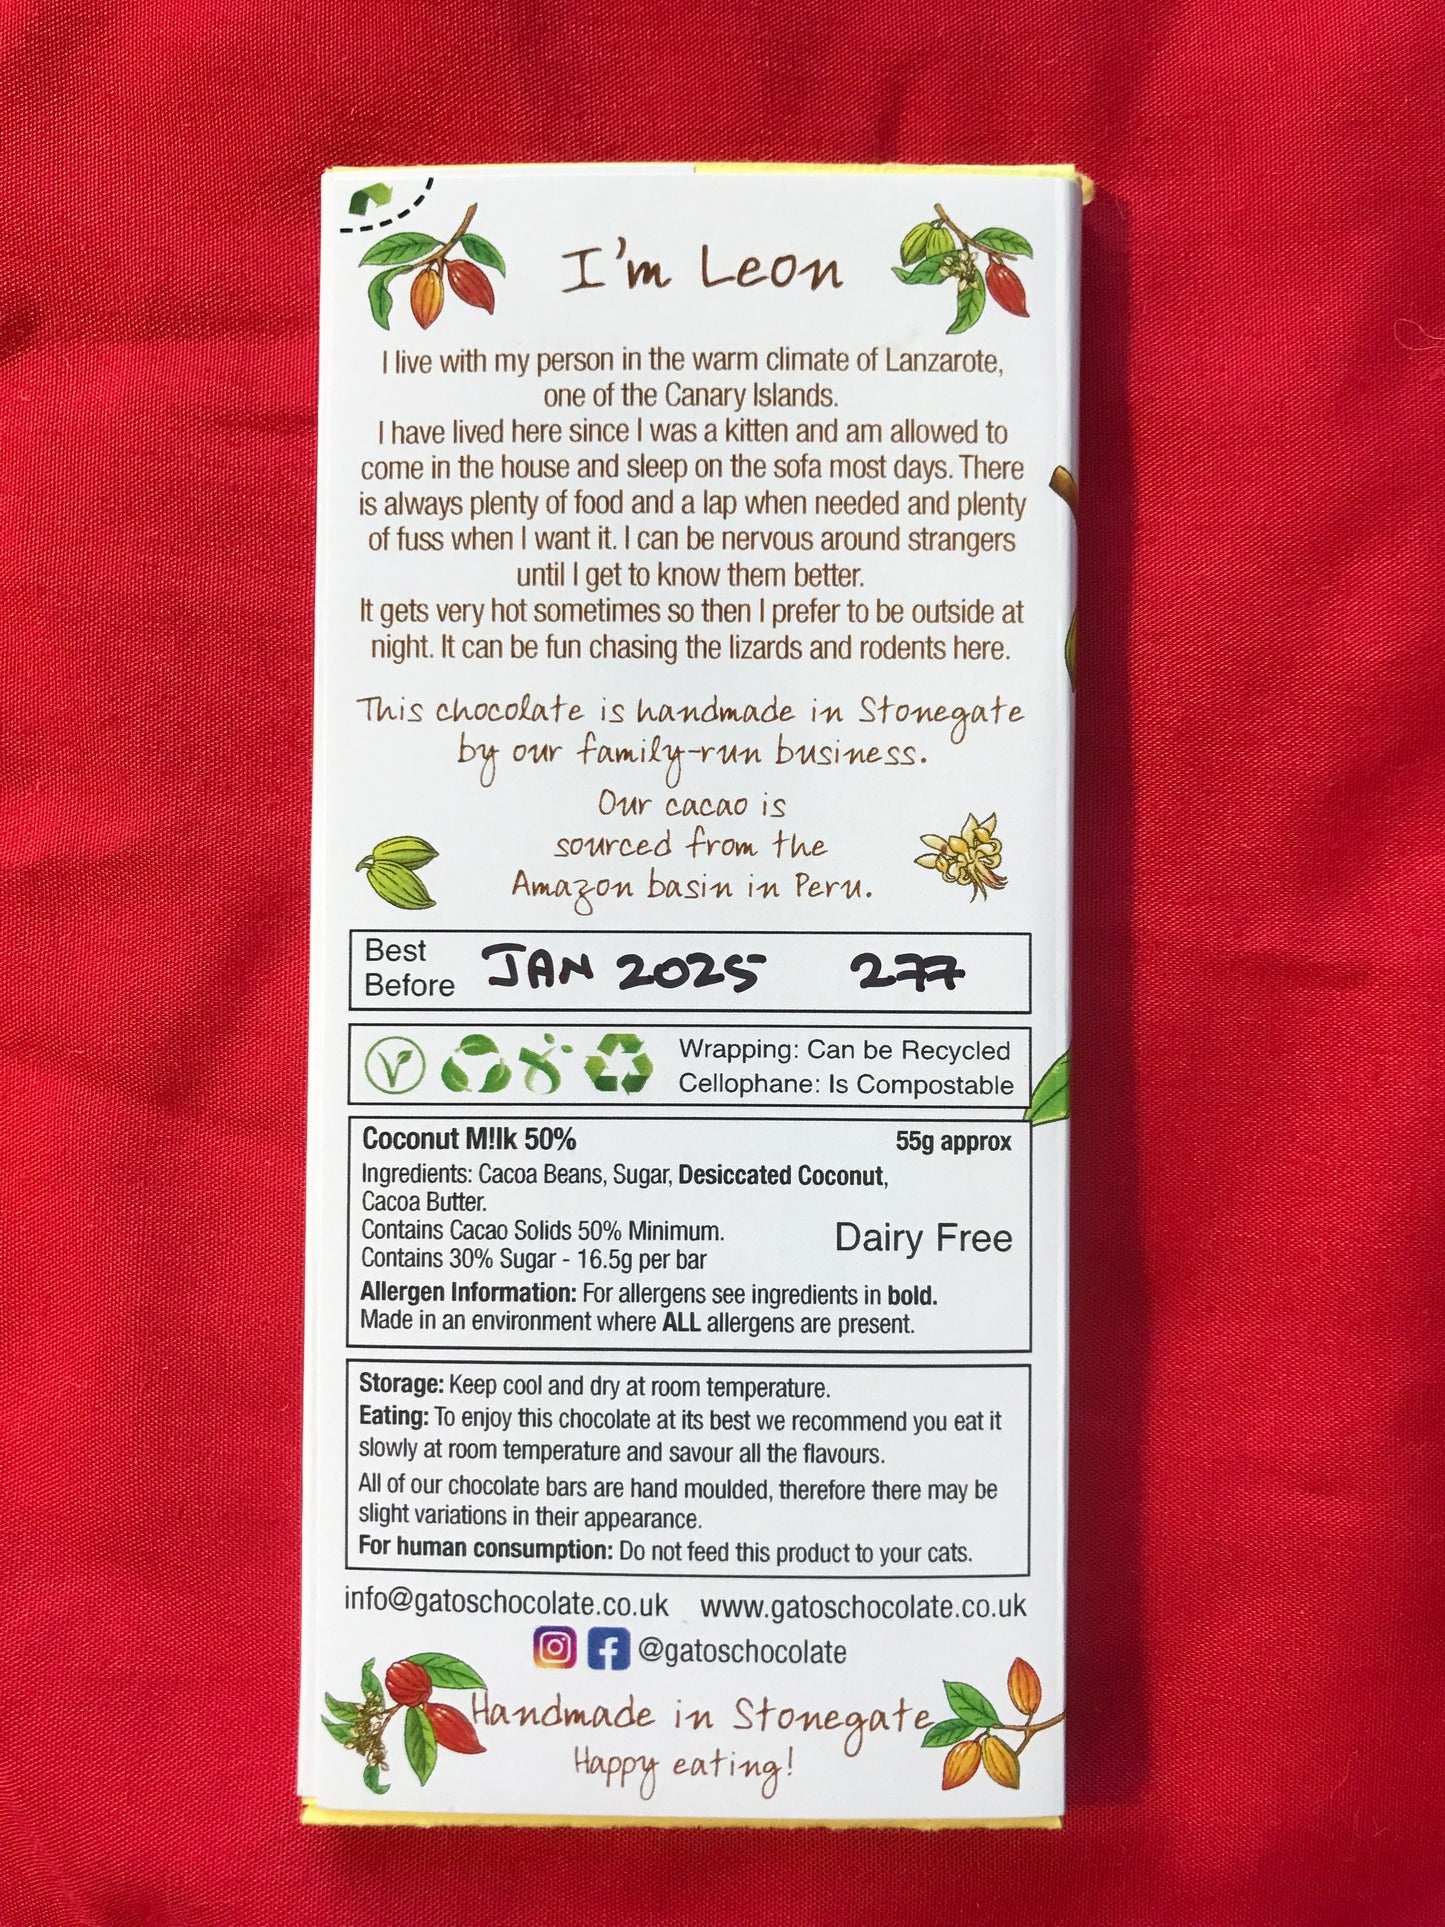 I'm Leon
I live with my person in the warm climate of Lanzarote,
one of the Canary Islands.
I have lived here since I was a kitten and am allowed to
come in the house and sleep on the sofa most days. There
is always plenty of food and a lap when needed and plenty
of fuss when I want it. I can be nervous around strangers
until I get to know them better.
It gets very hot sometimes so then I prefer to be outside at
night. It can be fun chasing the lizards and rodents here.
This chocolate is handmade in Stonegate
by our family-run business.
Our cacao is
sourced from the
Amazon basin in Peru.
Best
Before JAN 2025 277
Wrapping: Can be Recycled
Cellophane: Is Compostable
Coconut M!lk 50% 55g approx
Ingredients: Cacoa Beans, Sugar, Desiccated Coconut,
Cacoa Butter.
Contains Cacao Solids 50% Minimum.
Dairy Free
Contains 30% Sugar - 16.5g per bar
Allergen Information: For allergens see ingredients in bold.
Made in an environment where ALL allergens are present.
Storage: Keep cool and dry at room temperature.
Eating: To enjoy this chocolate at its best we recommend you eat it
slowly at room temperature and savour all the flavours.
All of our chocolate bars are hand moulded, therefore there may be
slight variations in their appearance.
For human consumption: Do not feed this product to your cats.
info@gatoschocolate.co.uk www.gatoschocolate.co.uk
@gatoschocolate
Handmade in Stonegate
Happy eating!